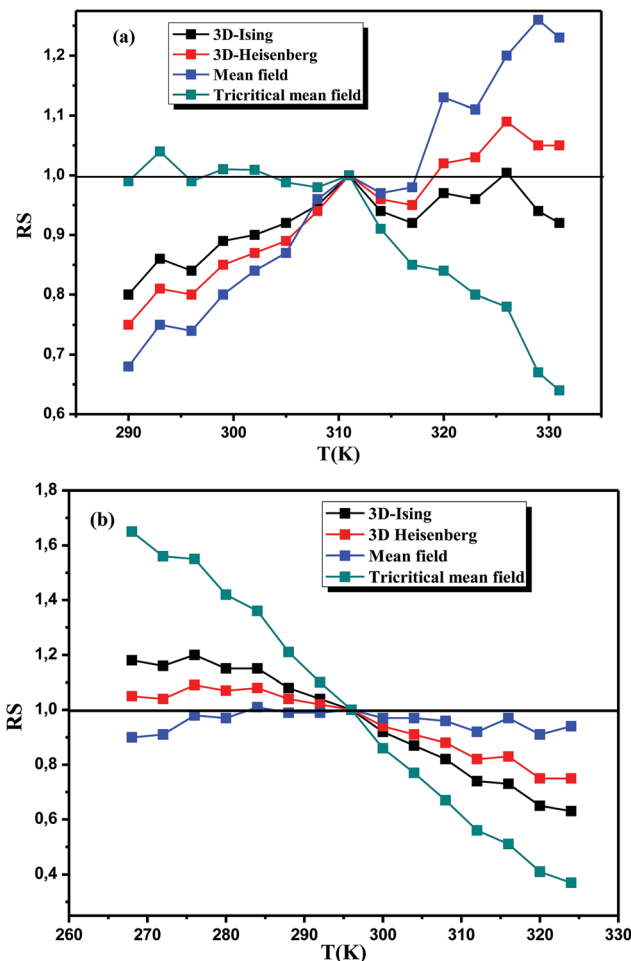 (a)
3D-Ising
3D-Heisenberg
Mean field
Tricritical mean field
1,2
1,1
1,0
0,9
0,8
0,7
0,6
RS
290 300 310 320 330
T(K)
(b)
3D-Ising
3D Heisenberg
Mean field
Tricritical mean field
1,8
1,6
1,4
1,2
1,0
0,8
0,6
0,4
RS
260 270 280 290 300 310 320 330
T(K)